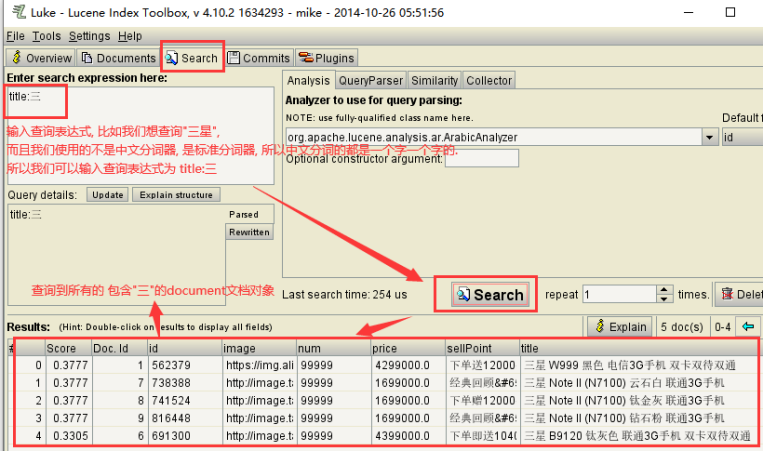 Luke - Lucene Index Toolbox, v 4.10.2 1634293 - mike - 2014-10-26 05:51:56
File Tools Settings Help
Overview Documents Search Commits Plugins
Enter search expression here:
title:三
输入查询表达式, 比如我们想查询"三星",
而且我们使用的不是中文分词器, 是标准分词器, 所以中文分词的都是一个字一个字的.
所以我们可以输入查询表达式为 title:三
Analysis QueryParser Similarity Collector
Analyzer to use for query parsing:
NOTE: use fully-qualified class name here.
Default
org.apache.lucene.analysis.ar.ArabicAnalyzer
id
Optional constructor argument:
Query details: Update Explain structure
title:三
Parsed
Rewritten
查询到所有的 包含"三"的document文档对象
Last search time: 254 us
Search
repeat 1 times.
Results: (Hint: Double-click on results to display all fields)
Explain 5 doc(s) 0-4
# Score Doc. Id id image num price sellPoint title
0 0.3777 1 562379 https://img.ali 99999 4299000.0 下单送12000 三星 W999 黑色 电信3G手机 双卡双待双通
1 0.3777 7 738388 http://image.t 99999 1699000.0 经典回顾&#6 三星 Note II (N7100) 云石白 联通3G手机
2 0.3777 8 741524 http://image.t 99999 1699000.0 下单赠12000 三星 Note II (N7100) 钛金灰 联通3G手机
3 0.3777 9 816448 http://image.t 99999 1699000.0 经典回顾&#6 三星 Note II (N7100) 钻石粉 联通3G手机
4 0.3305 6 691300 http://image.t 99999 4399000.0 下单即送104 三星 B9120 钛灰色 联通3G手机 双卡双待双通